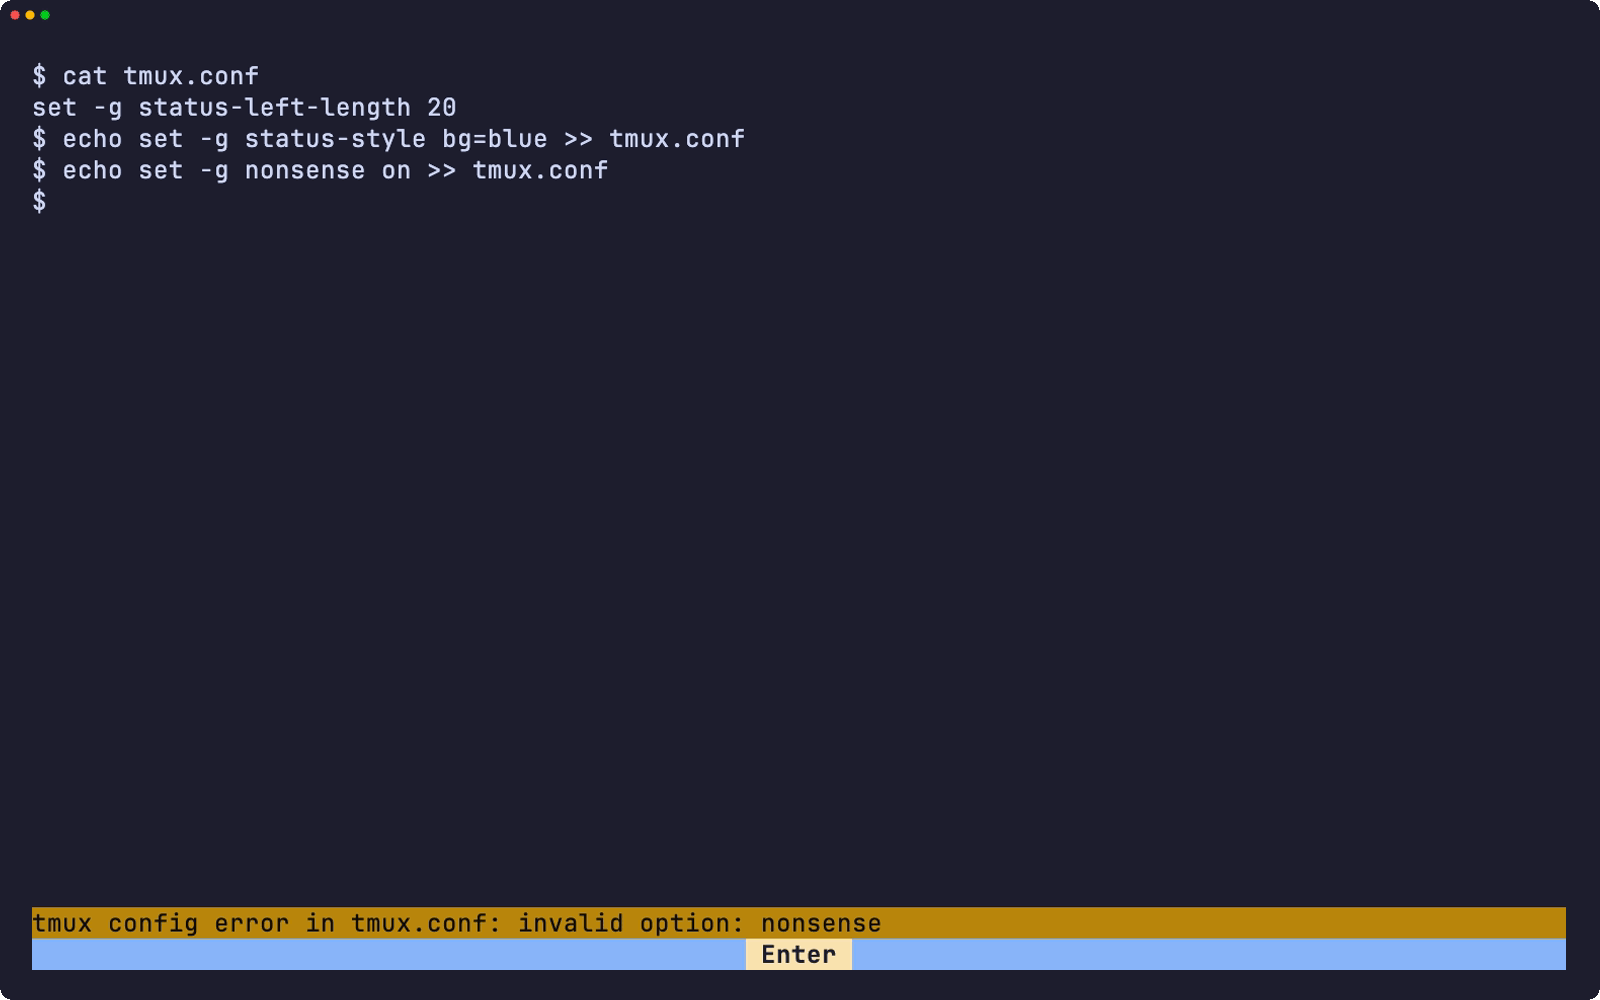 $ cat tmux.conf
set -g status-left-length 20
$ echo set -g status-style bg=blue >> tmux.conf
$ echo set -g nonsense on >> tmux.conf
$
tmux config error in tmux.conf: invalid option: nonsense
Enter